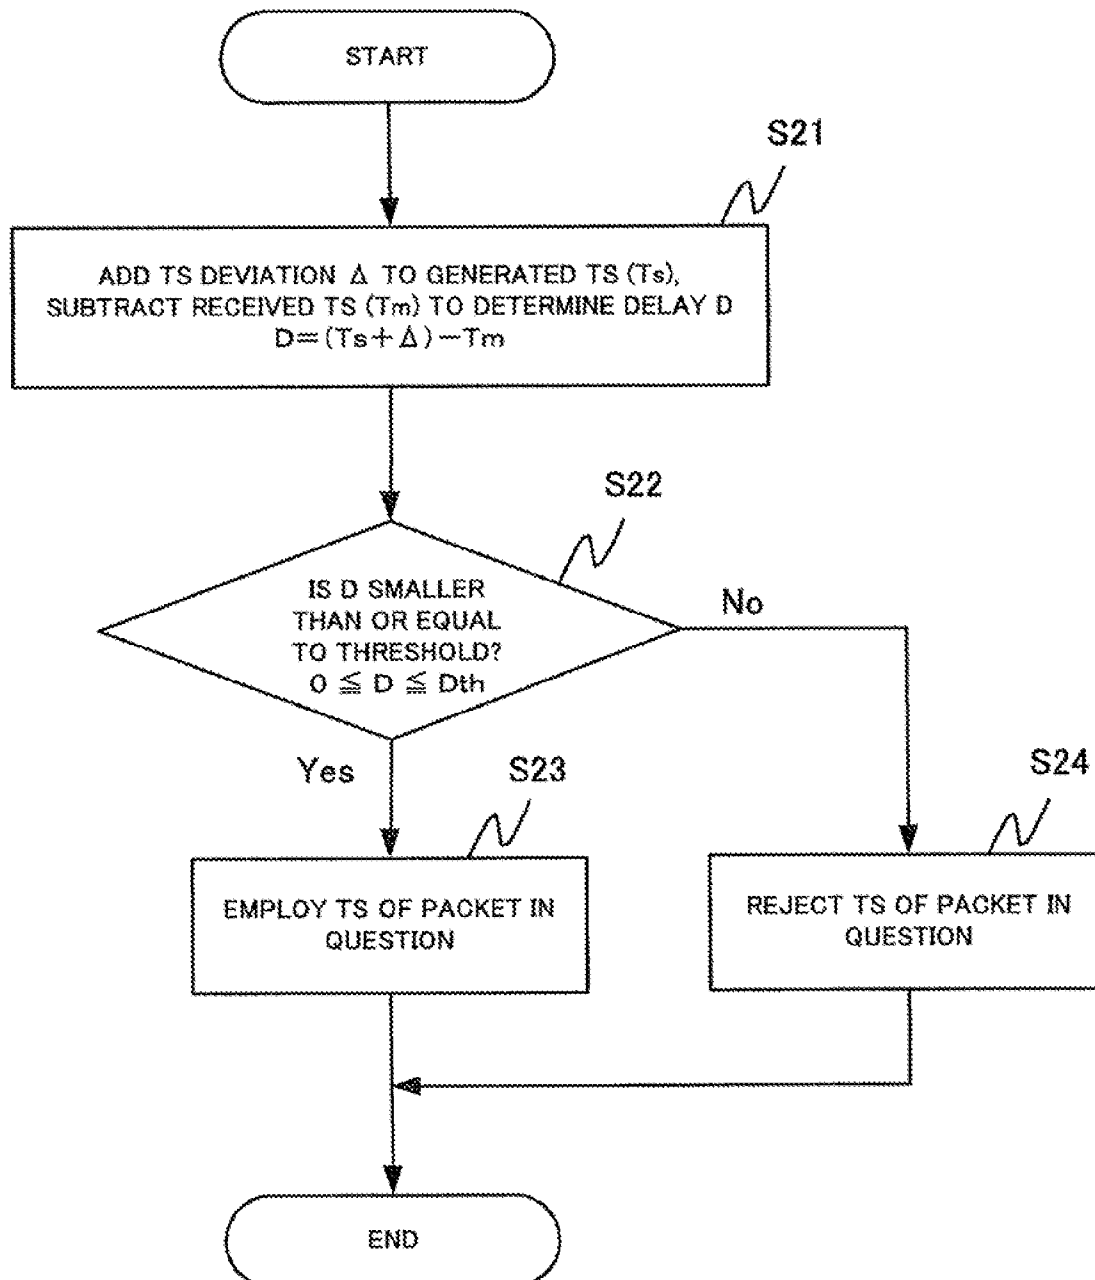 START
S21
ADD TS DEVIATION Δ TO GENERATED TS (Ts),
SUBTRACT RECEIVED TS (Tm) TO DETERMINE DELAY D
D=(Ts+Δ)-Tm
S22
IS D SMALLER
THAN OR EQUAL
TO THRESHOLD?
0 ≦ D ≦ Dth
No
Yes
S23
S24
EMPLOY TS OF PACKET IN
QUESTION
REJECT TS OF PACKET IN
QUESTION
END